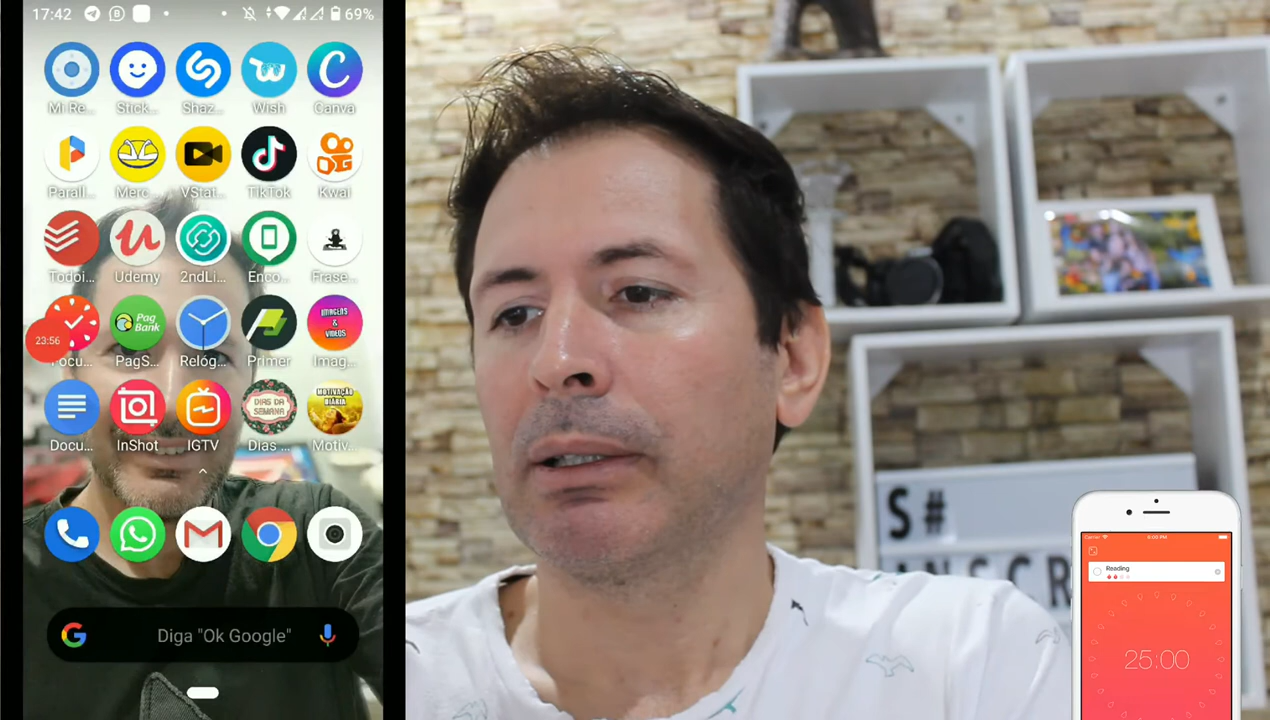 17:42
69%
Mi Re...
Stick...
Shaz...
Wish
Canva
Parall...
Merc...
VStat...
TikTok
Kwai
Todoi...
Udemy
2ndLi...
Enco...
Frase...
23:56
Focu...
Pag
Bank
PagS...
Relóg...
Primer
IMAGENS
&
VIDEOS
Imag...
Docu...
InShot
IGTV
DIAS DA
SEMANA
Dias ...
MOTIVAÇÃO
DIÁRIA
Motiv...
Diga "Ok Google"
S#
INSCR
Reading
25:00